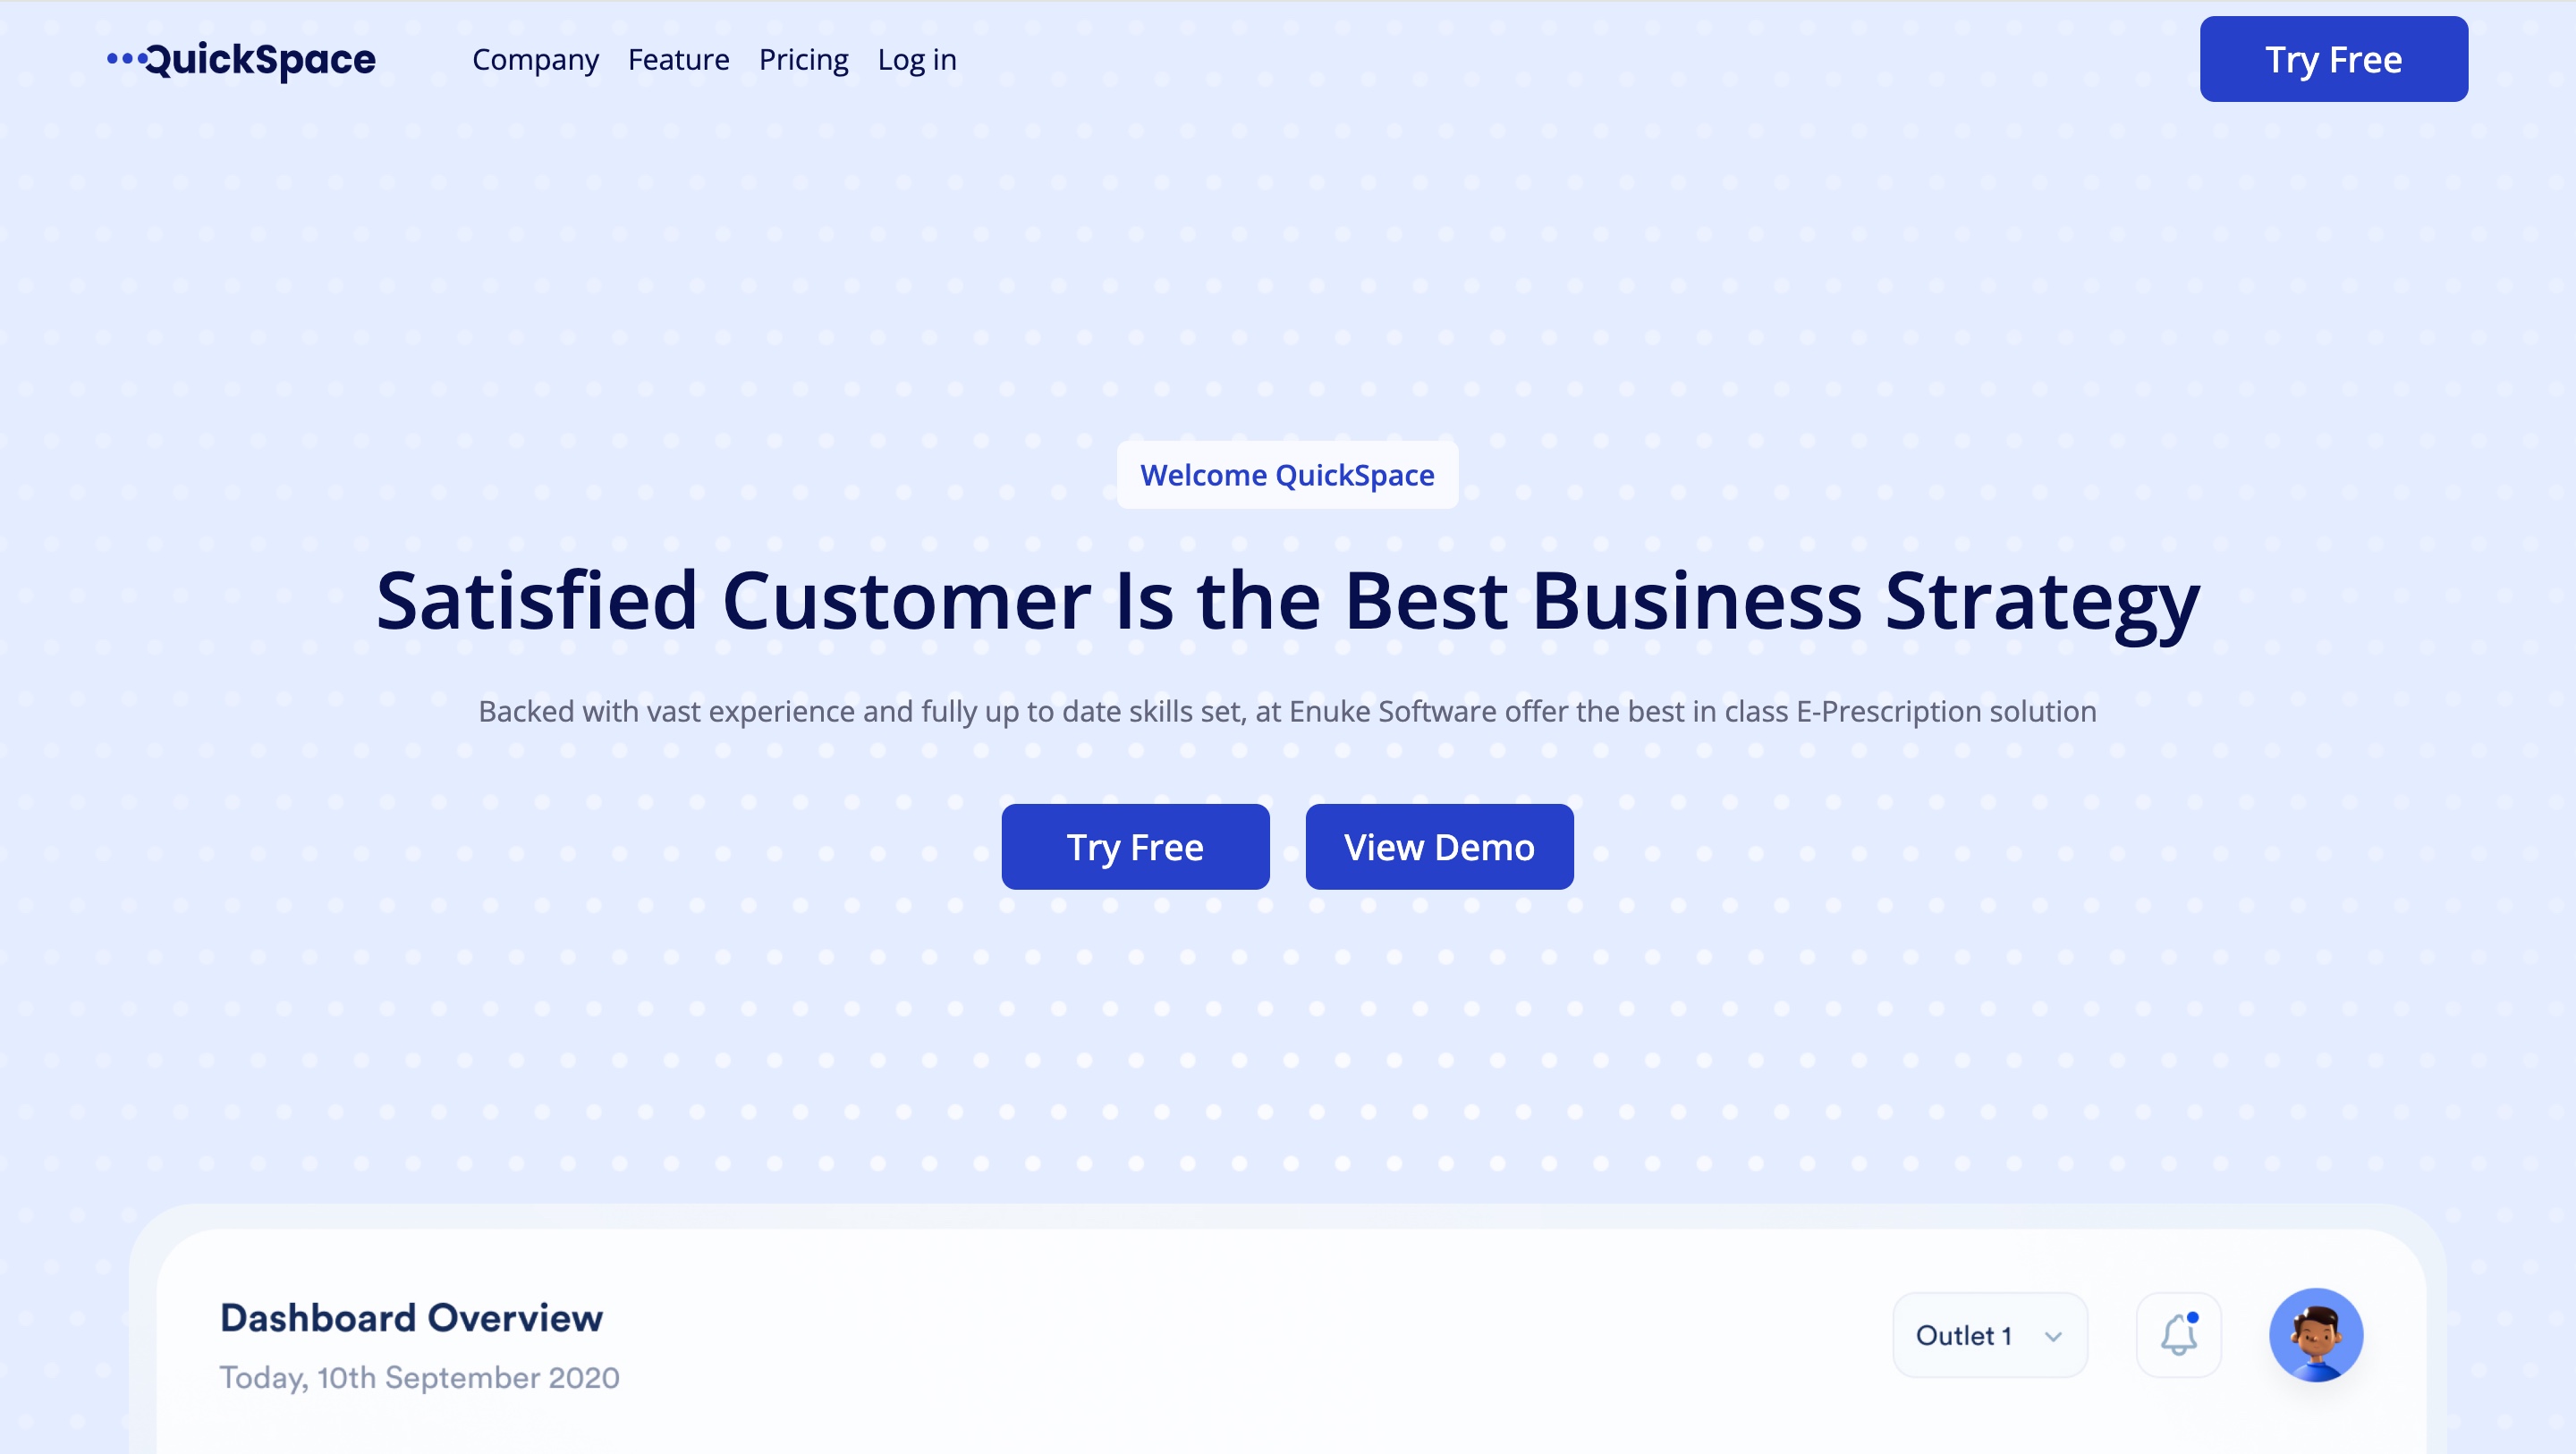 QuickSpace
Company Feature Pricing Log in
Try Free
Welcome QuickSpace
Satisfied Customer Is the Best Business Strategy
Backed with vast experience and fully up to date skills set, at Enuke Software offer the best in class E-Prescription solution
Try Free
View Demo
Dashboard Overview
Outlet 1
Today, 10th September 2020